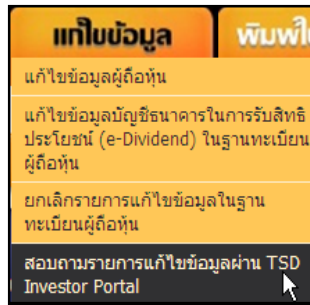 แก้ไขข้อมูล
พิมพ์ใ
แก้ไขข้อมูลผู้ถือหุ้น
แก้ไขข้อมูลบัญชีธนาคารในการรับสิทธิ
ประโยชน์ (e-Dividend) ในฐานทะเบียน
ผู้ถือหุ้น
ยกเลิกรายการแก้ไขข้อมูลในฐาน
ทะเบียนผู้ถือหุ้น
สอบถามรายการแก้ไขข้อมูลผ่าน TSD
Investor Portal